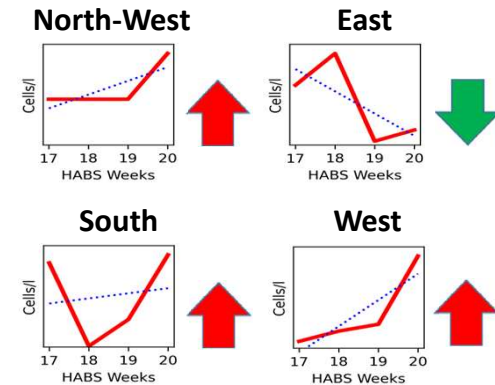 North-West
Cells/l
17 18 19 20
HABS Weeks
East
Cells/l
17 18 19 20
HABS Weeks
South
Cells/l
17 18 19 20
HABS Weeks
West
Cells/l
17 18 19 20
HABS Weeks